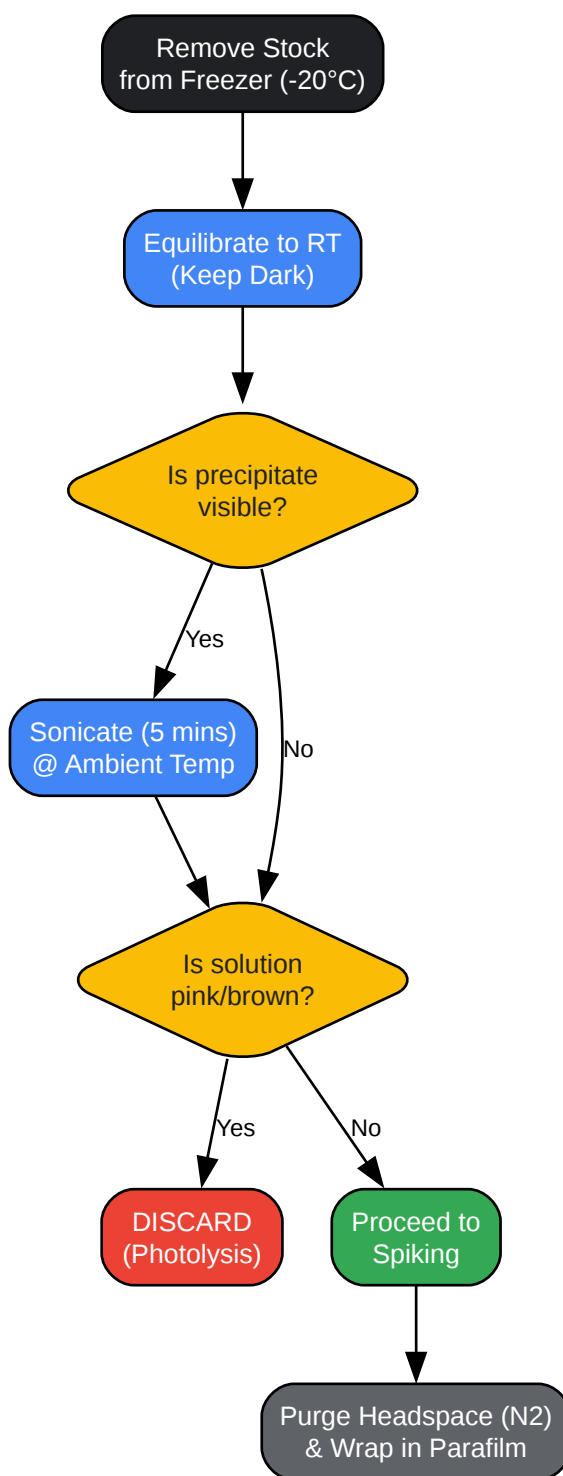 Remove Stock
from Freezer (-20°C)
Equilibrate to RT
(Keep Dark)
Is precipitate
visible?
Yes
No
Sonicate (5 mins)
@ Ambient Temp
Is solution
pink/brown?
Yes
No
DISCARD
(Photolysis)
Proceed to
Spiking
Purge Headspace (N2)
& Wrap in Parafilm